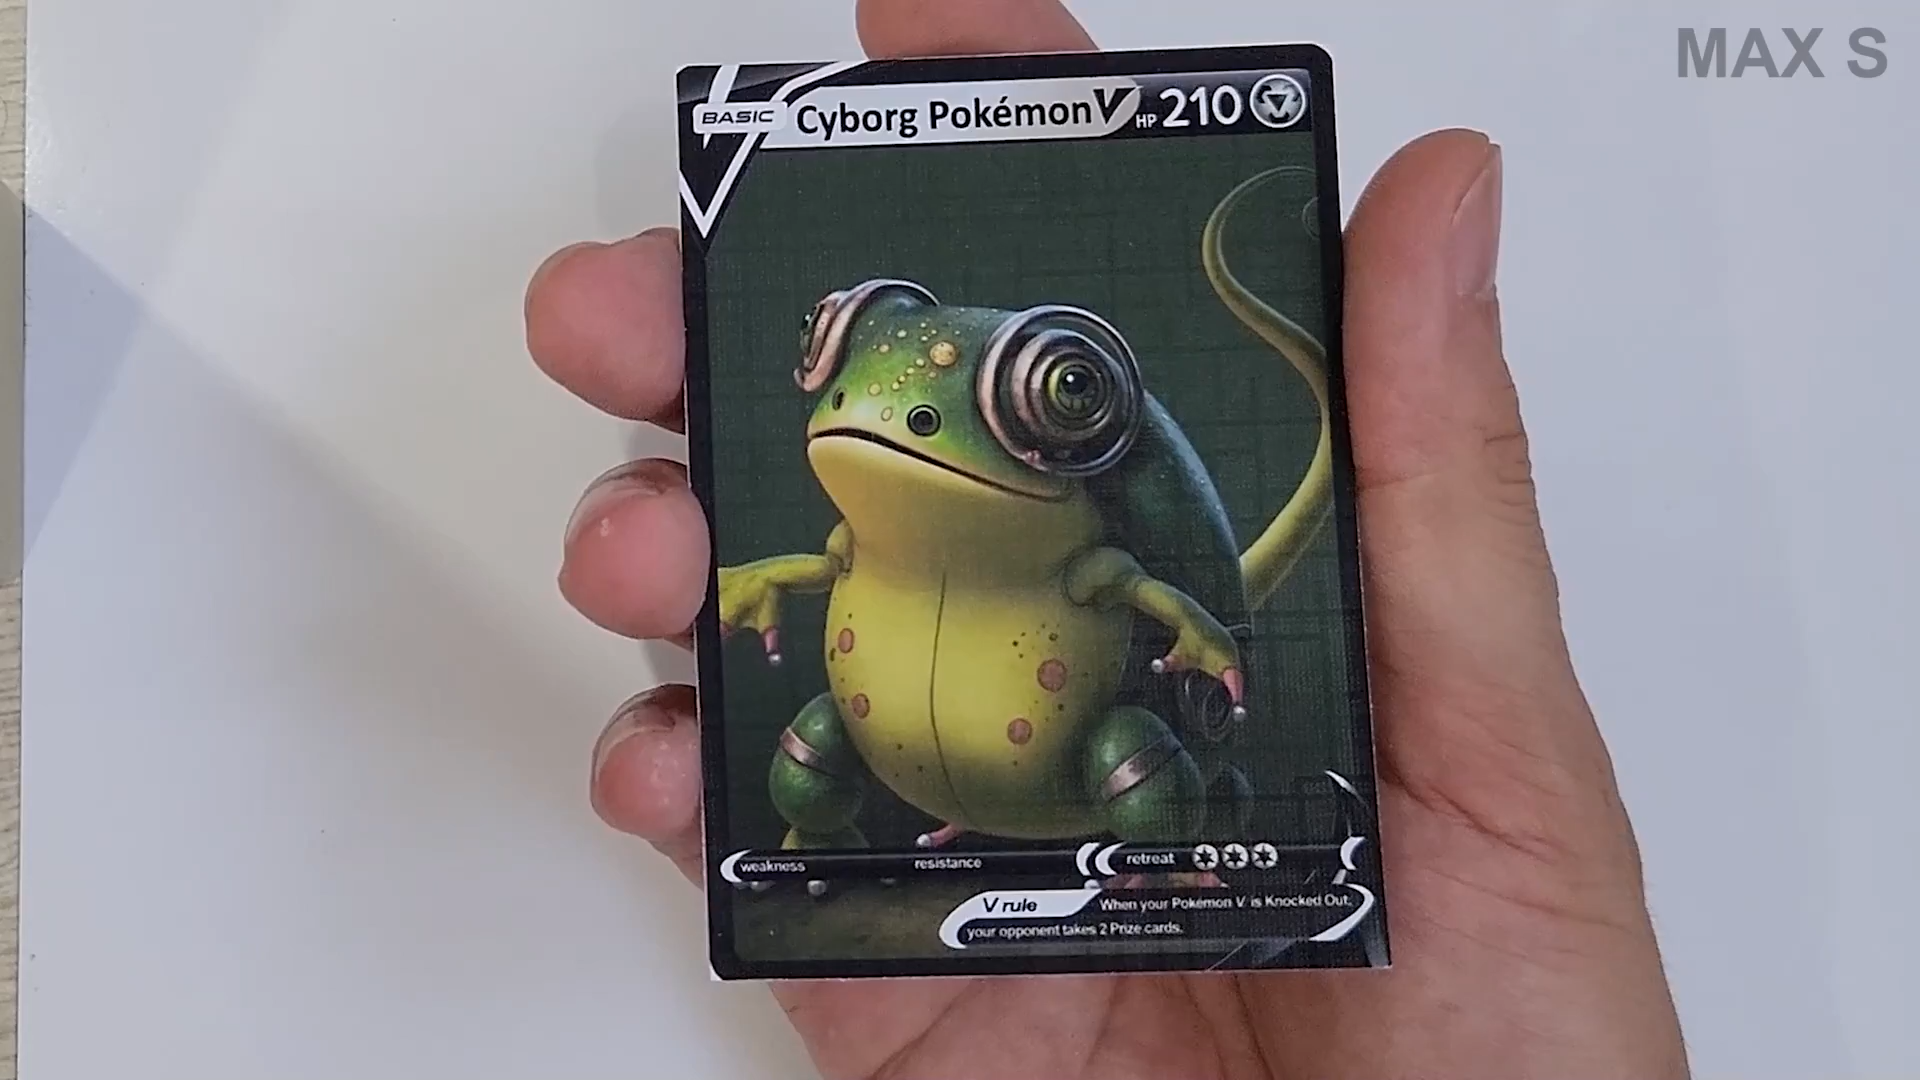 MAX S
BASIC Cyborg Pokémon V HP 210
weakness resistance retreat
V rule When your Pokémon V is Knocked Out,
your opponent takes 2 Prize cards.